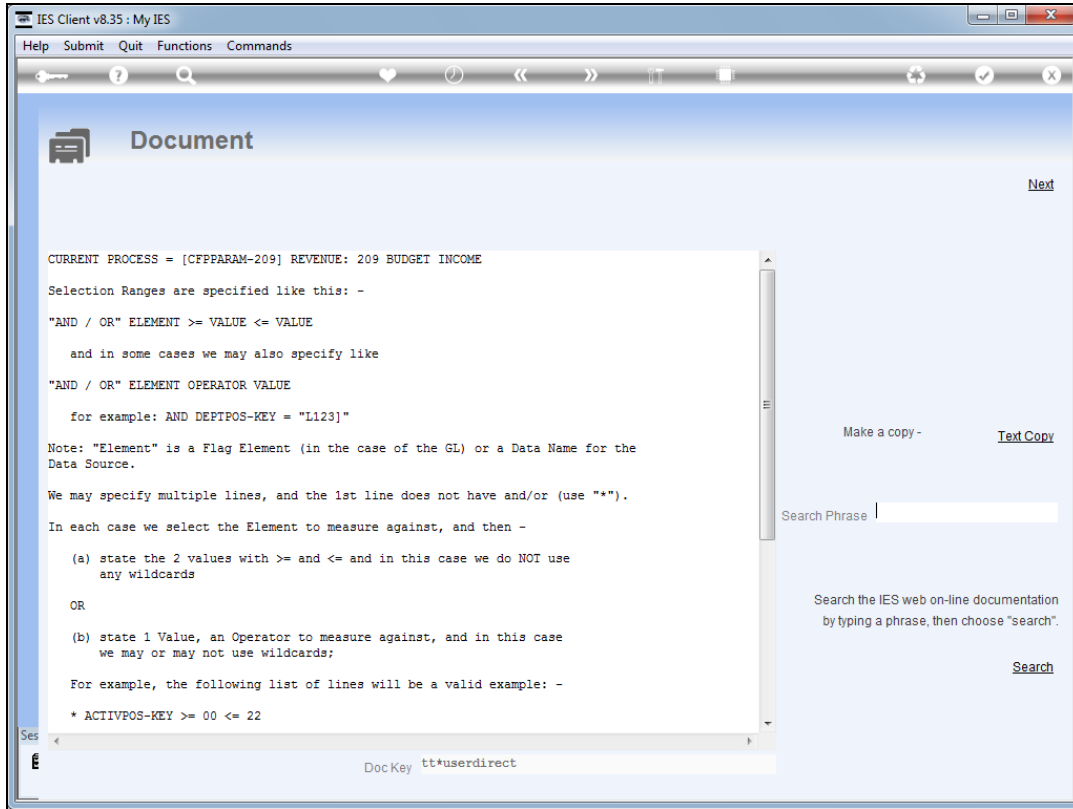 IES Client v8.35 : My IES
Help Submit Quit Functions Commands
Document
Next
CURRENT PROCESS = [CFPPARAM-209] REVENUE: 209 BUDGET INCOME
Selection Ranges are specified like this: -
"AND / OR" ELEMENT >= VALUE <= VALUE
and in some cases we may also specify like
"AND / OR" ELEMENT OPERATOR VALUE
for example: AND DEPTPOS-KEY = "L123]"
Note: "Element" is a Flag Element (in the case of the GL) or a Data Name for the
Data Source.
We may specify multiple lines, and the 1st line does not have and/or (use "*").
In each case we select the Element to measure against, and then -
(a) state the 2 values with >= and <= and in this case we do NOT use
any wildcards
OR
(b) state 1 Value, an Operator to measure against, and in this case
we may or may not use wildcards;
For example, the following list of lines will be a valid example: -
* ACTIVPOS-KEY >= 00 <= 22
Make a copy -
Text Copy
Search Phrase
Search the IES web on-line documentation
by typing a phrase, then choose "search".
Search
Ses
Doc Key tt*userdirect